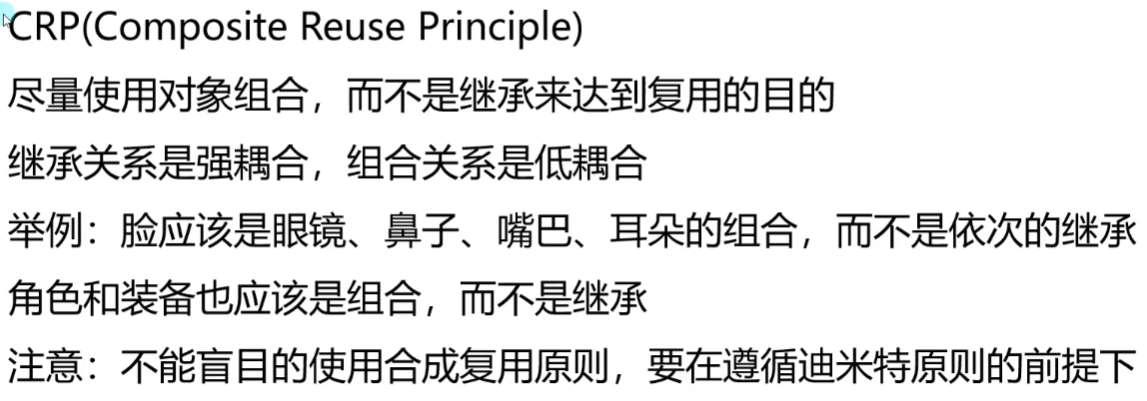 CRP(Composite Reuse Principle)
尽量使用对象组合，而不是继承来达到复用的目的
继承关系是强耦合，组合关系是低耦合
举例：脸应该是眼镜、鼻子、嘴巴、耳朵的组合，而不是依次的继承
角色和装备也应该是组合，而不是继承
注意：不能盲目的使用合成复用原则，要在遵循迪米特原则的前提下